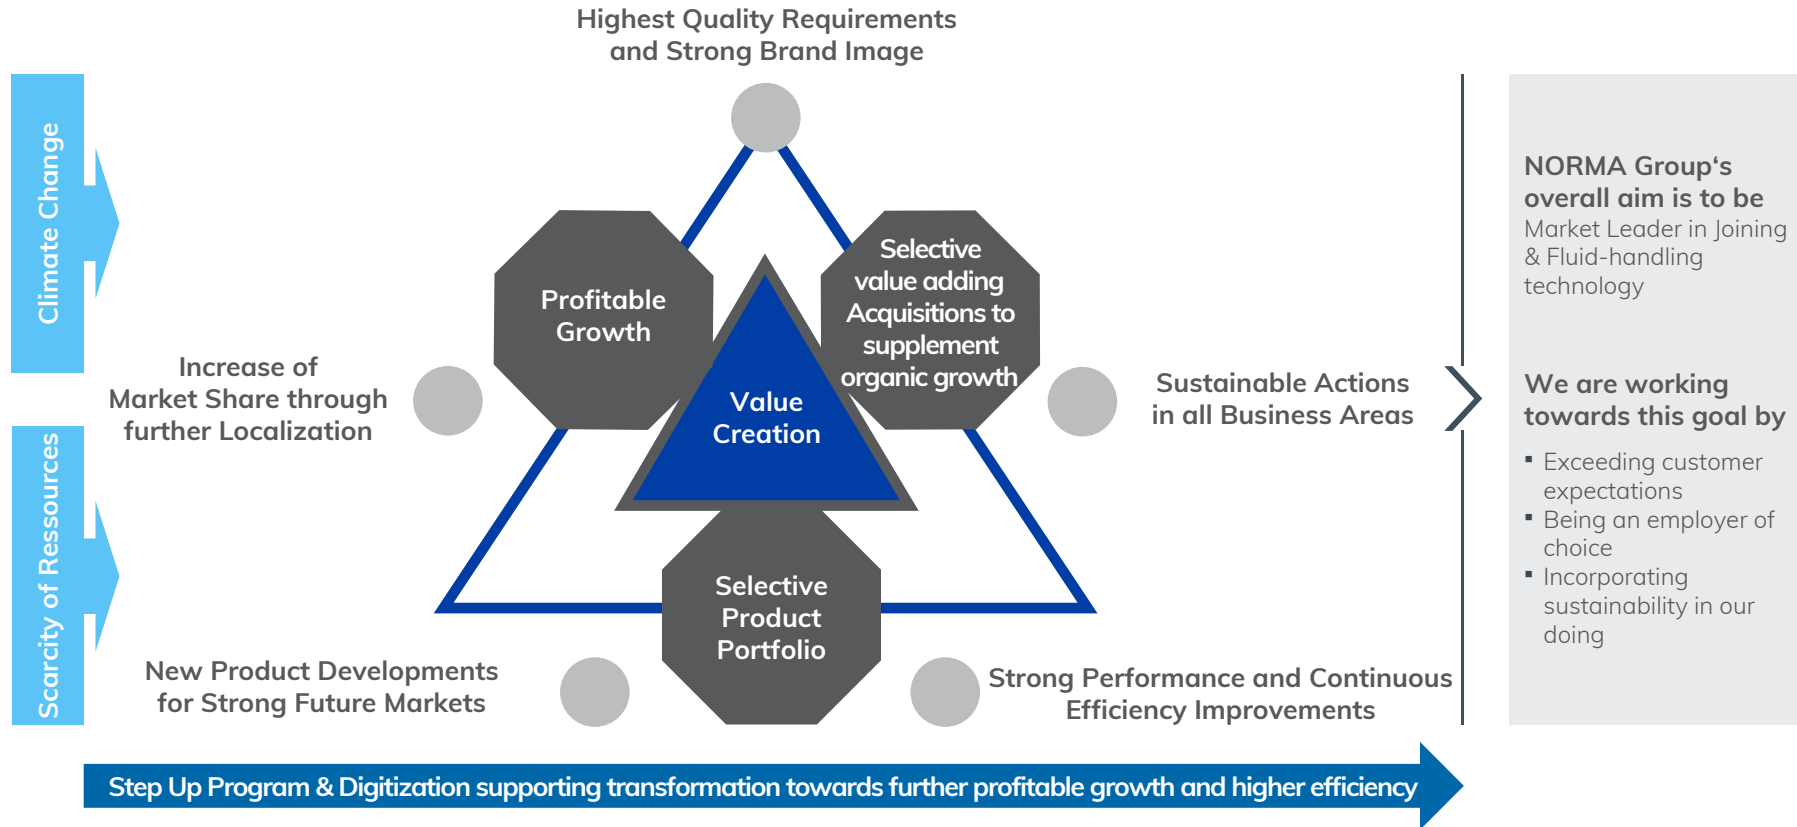 Highest Quality Requirements
and Strong Brand Image
Climate Change
Scarcity of Ressources
Profitable
Growth
Selective
value adding
Acquisitions to
supplement
organic growth
Value
Creation
Selective
Product
Portfolio
Increase of
Market Share through
further Localization
Sustainable Actions
in all Business Areas
New Product Developments
for Strong Future Markets
Strong Performance and Continuous
Efficiency Improvements
Step Up Program & Digitization supporting transformation towards further profitable growth and higher efficiency
NORMA Group‘s
overall aim is to be
Market Leader in Joining
& Fluid-handling
technology
We are working
towards this goal by
▪ Exceeding customer
expectations
▪ Being an employer of
choice
▪ Incorporating
sustainability in our
doing